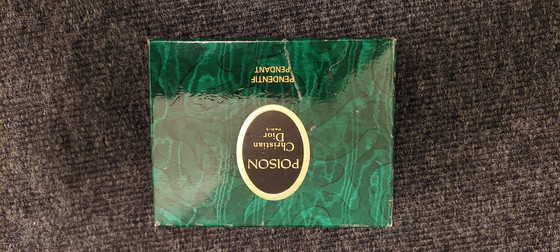 POISON
Christian
Dior
PARIS
PENDENTIF
PENDANT